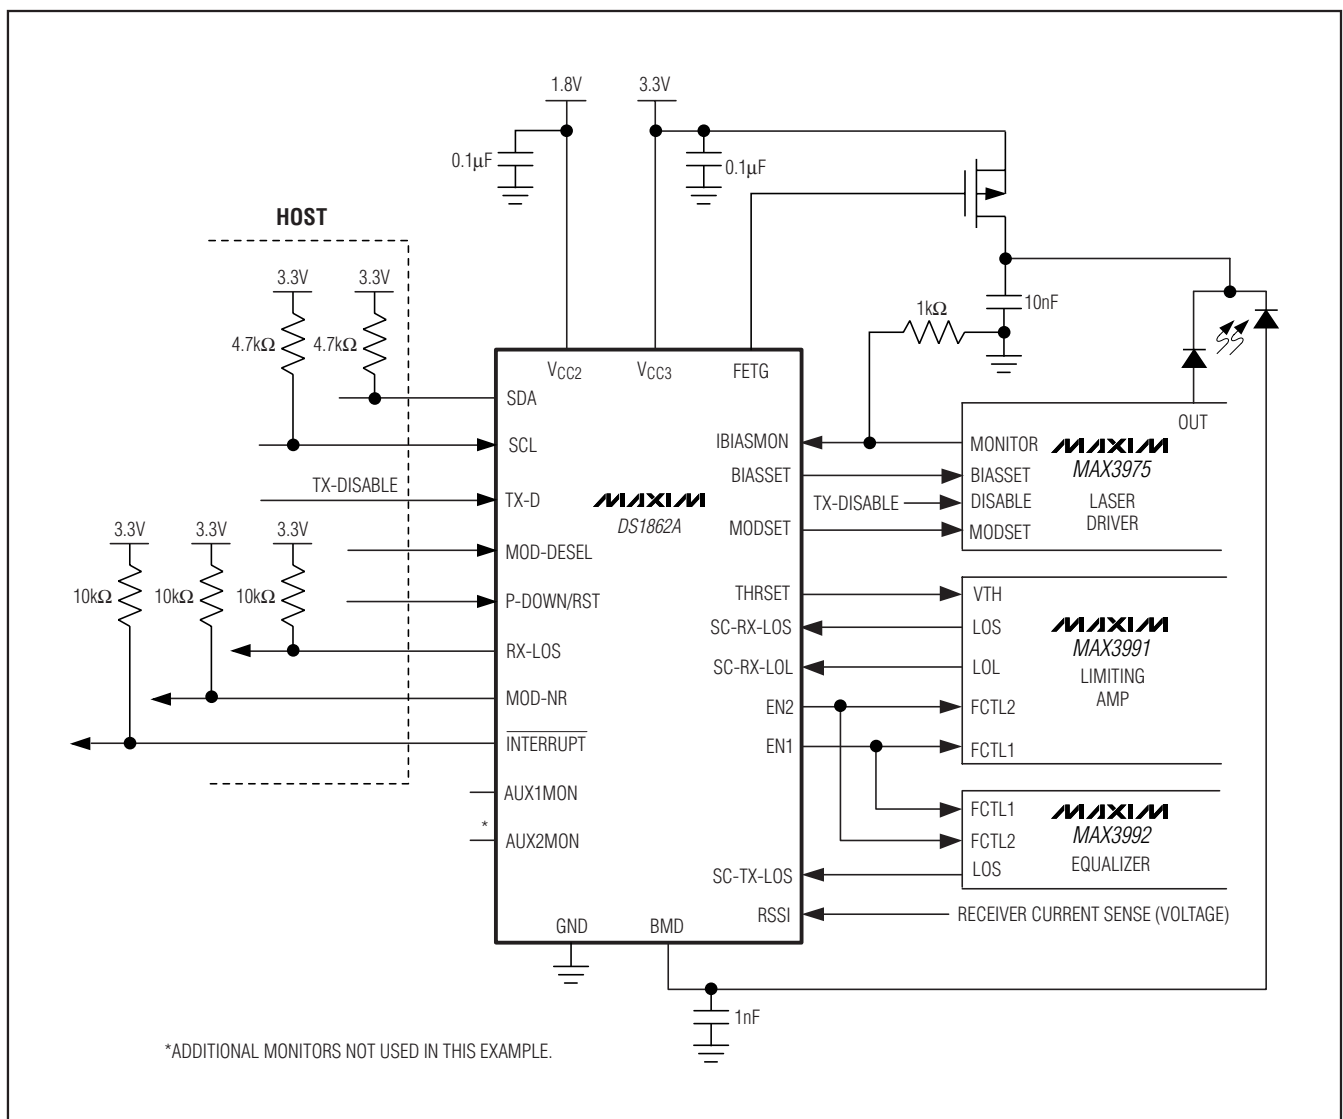 1.8V 3.3V
0.1µF 0.1µF
HOST
3.3V 3.3V
4.7kΩ 4.7kΩ
1kΩ 10nF
VCC2 VCC3 FETG
SDA
SCL
TX-DISABLE TX-D
MOD-DESEL
P-DOWN/RST
3.3V 3.3V 3.3V
10kΩ 10kΩ 10kΩ
RX-LOS
MOD-NR
INTERRUPT
AUX1MON
*
AUX2MON
MAXIM
DS1862A
IBIASMON
BIASSET
MODSET
THRSET
SC-RX-LOS
SC-RX-LOL
EN2
EN1
SC-TX-LOS
RSSI
GND BMD
OUT
MONITOR MAXIM
BIASSET MAX3975
TX-DISABLE DISABLE LASER
MODSET DRIVER
VTH
LOS MAXIM
MAX3991
LOL LIMITING
AMP
FCTL2
FCTL1
FCTL1 MAXIM
FCTL2 MAX3992
LOS EQUALIZER
RECEIVER CURRENT SENSE (VOLTAGE)
1nF
*ADDITIONAL MONITORS NOT USED IN THIS EXAMPLE.